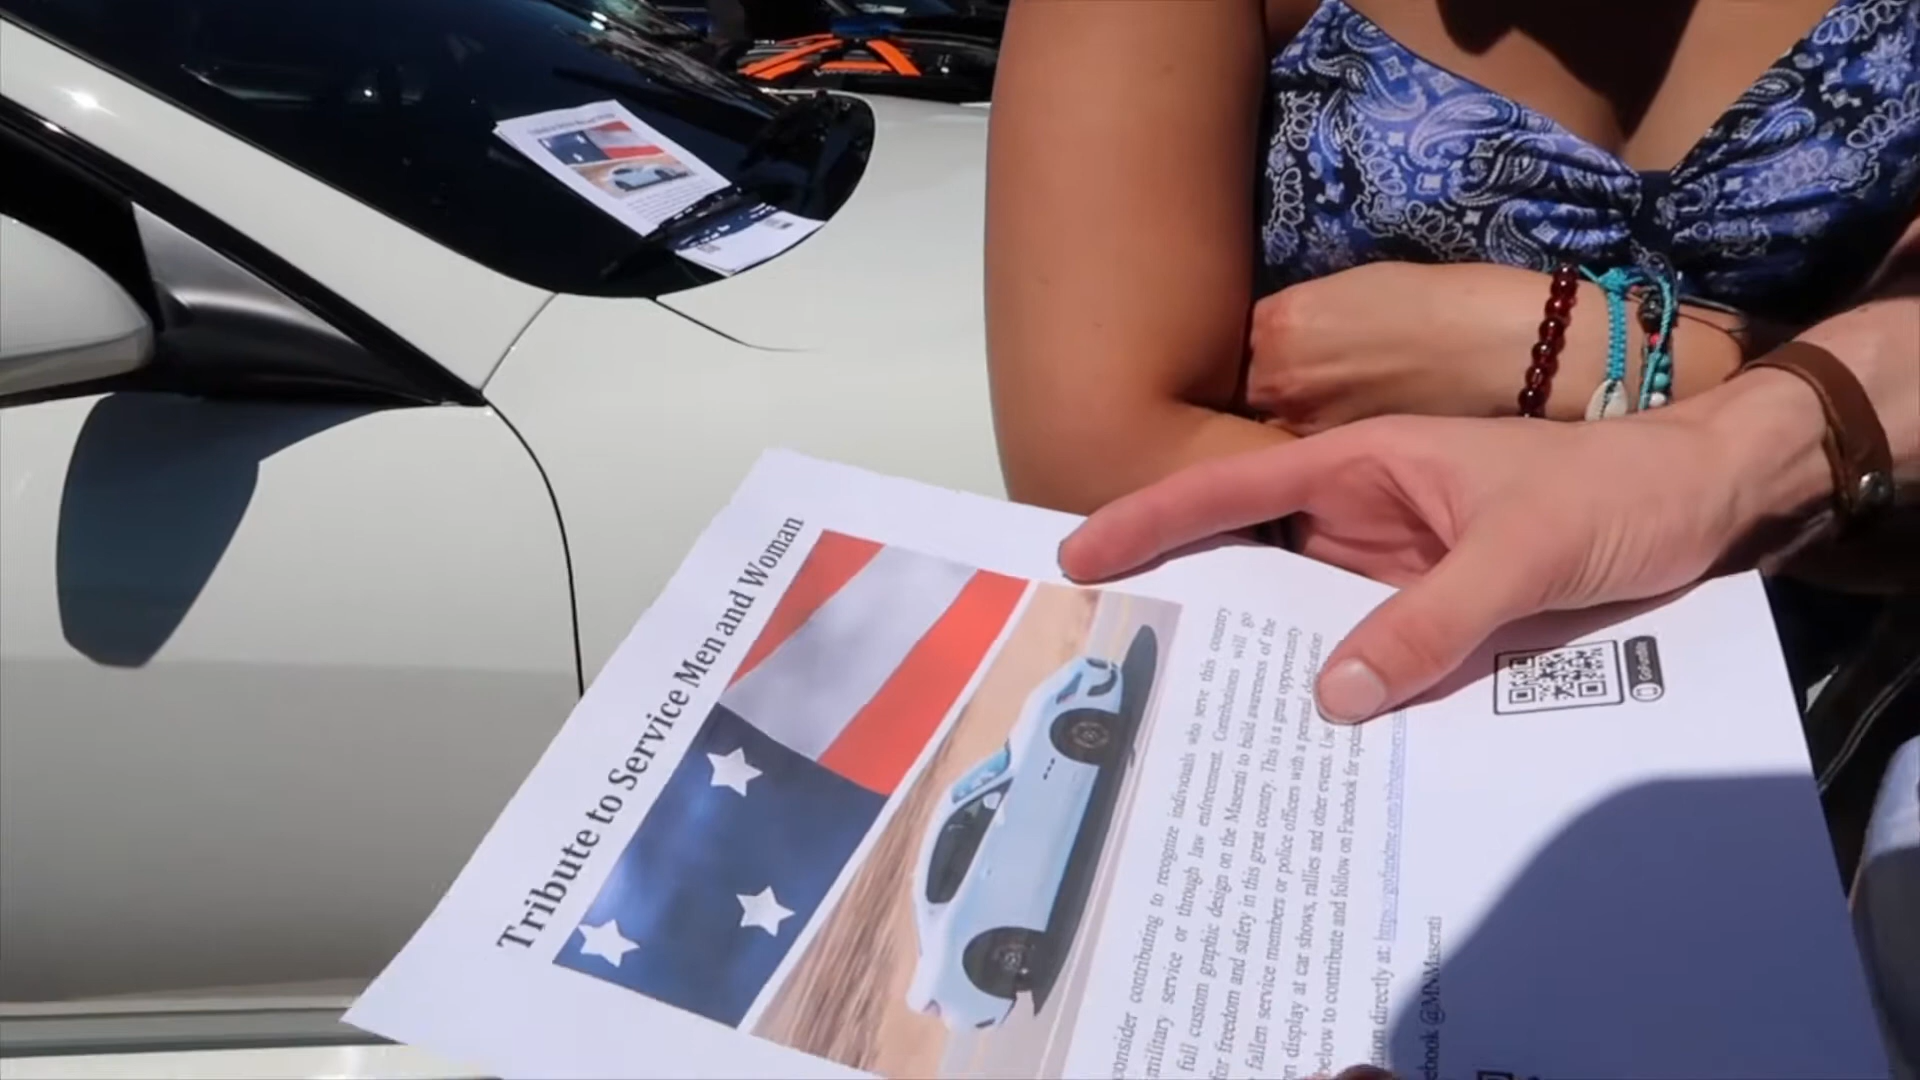 Tribute to Service Men and Woman
consider contributing to recognize individuals who serve this country
military service or through law enforcement. Contributions will go
full custom graphic design on the Maserati to build awareness of the
for freedom and safety in this great country. This is a great opportunity
fallen service members or police officers with a personal dedication
on display at car shows, rallies and other events. Use
below to contribute and follow on Facebook for
directly at: https://gofundme.com
@MNMaserati
GoFundMe